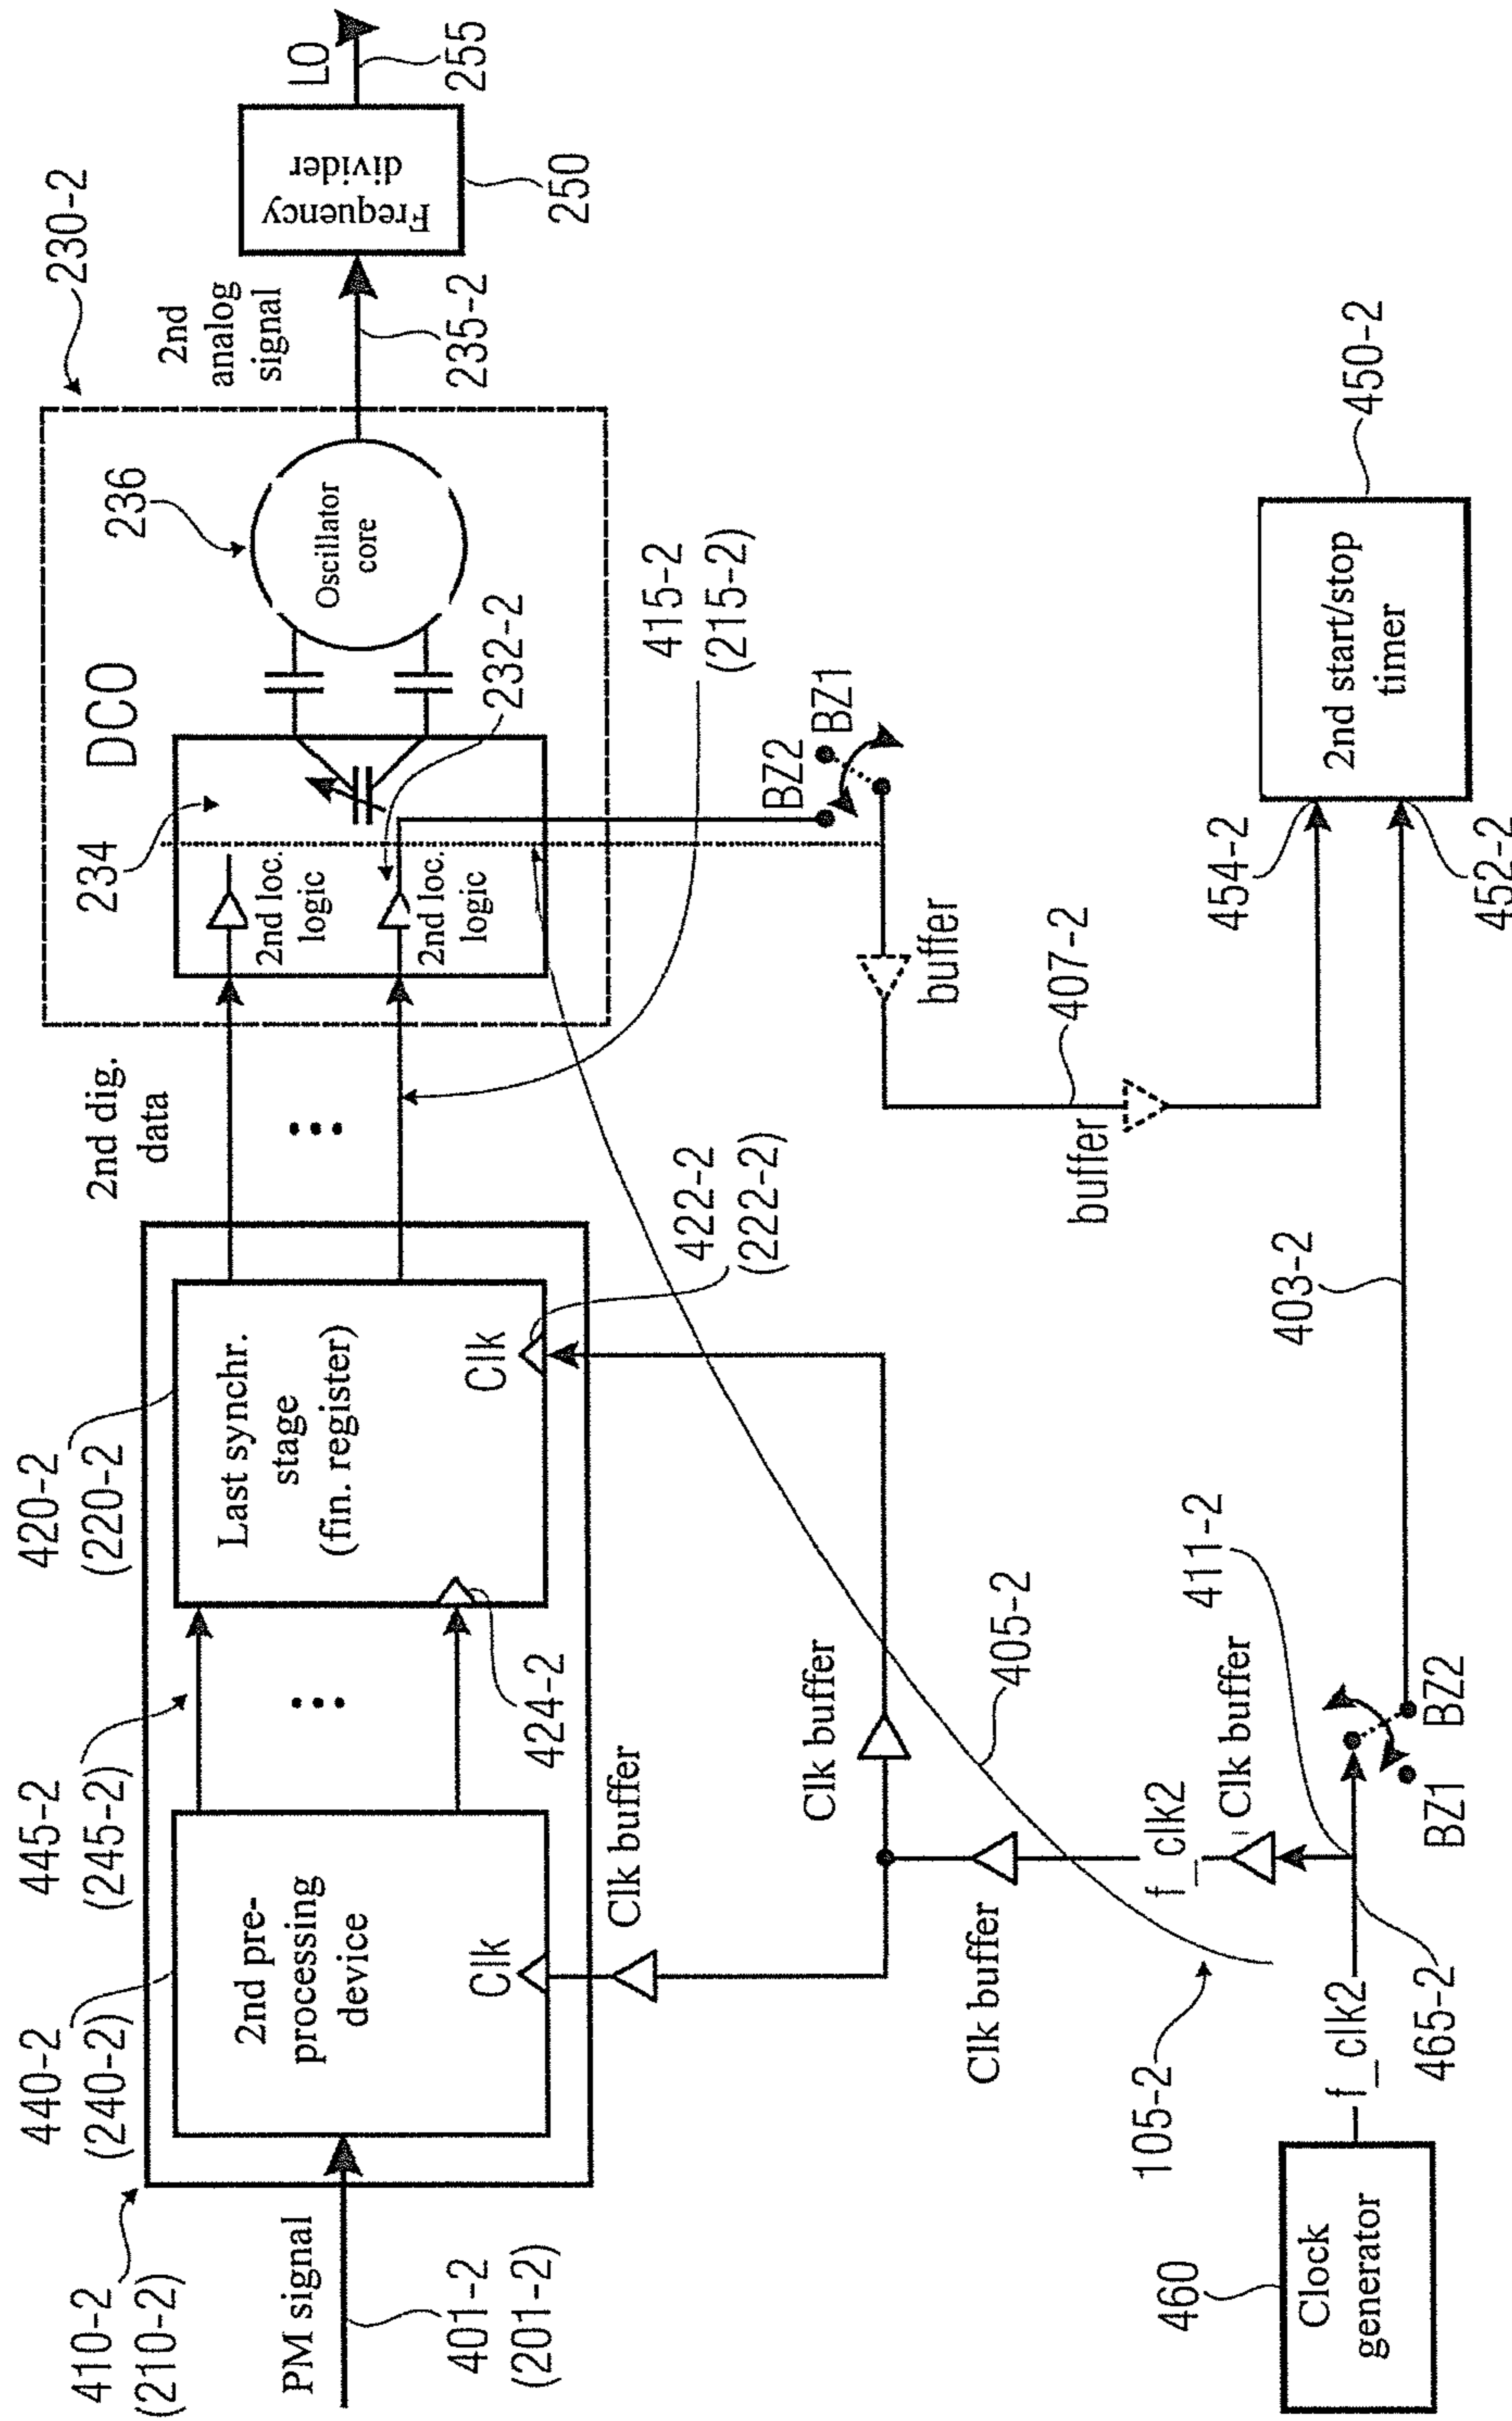 410-2
(210-2)
440-2
(240-2)
445-2
(245-2)
420-2
(220-2
PM signal
401-2
(201-2)
2nd pre-
processing
device
Clk
424-2
Last synchr.
stage
(fin. register)
Clk
422-2
(222-2)
2nd dig.
data
234
DCO
2nd loc.
logic
2nd loc.
logic
232-2
236
Oscillator
core
230-2
2nd
analog
signal
235-2
Frequency
divider
250
LO
255
415-2
(215-2)
Clk buffer
Clk buffer
Clk buffer
f_clk2
Clk buffer
405-2
105-2
411-2
BZ2
BZ1
buffer
buffer
407-2
454-2
452-2
2nd start/stop
timer
450-2
403-2
460
Clock
generator
f_clk2
465-2
BZ1
BZ2